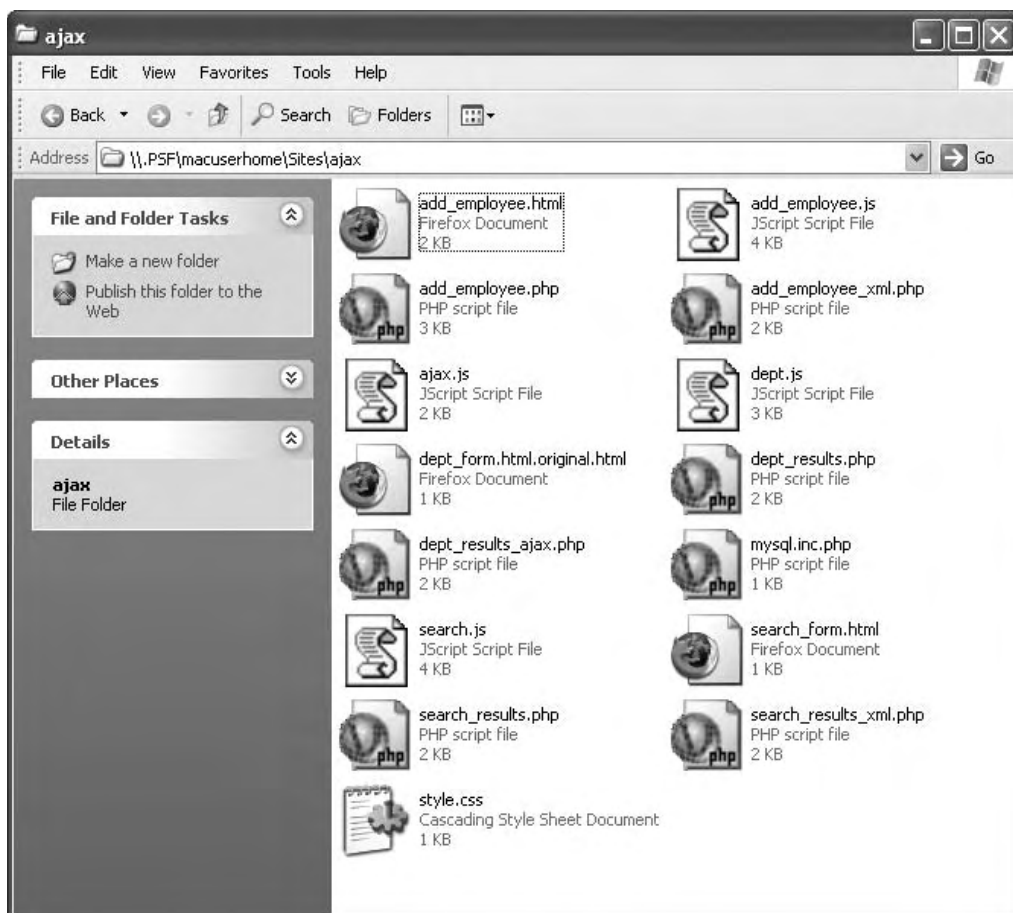 ajax
File Edit View Favorites Tools Help
Back Search Folders
Address \\.PSF\macuserhome\Sites\ajax Go
File and Folder Tasks
Make a new folder
Publish this folder to the
Web
Other Places
Details
ajax
File Folder
add_employee.html
Firefox Document
2 KB
add_employee.js
JScript Script File
4 KB
add_employee.php
PHP script file
3 KB
php
add_employee_xml.php
PHP script file
2 KB
php
ajax.js
JScript Script File
2 KB
dept.js
JScript Script File
3 KB
dept_form.html.original.html
Firefox Document
1 KB
dept_results.php
PHP script file
2 KB
php
dept_results_ajax.php
PHP script file
2 KB
php
mysql.inc.php
PHP script file
1 KB
php
search.js
JScript Script File
4 KB
search_form.html
Firefox Document
1 KB
search_results.php
PHP script file
2 KB
php
search_results_xml.php
PHP script file
2 KB
php
style.css
Cascading Style Sheet Document
1 KB